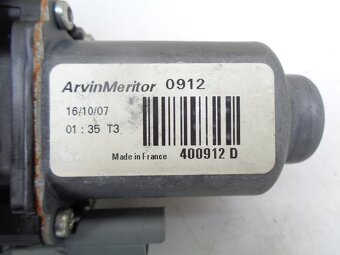 ArvinMeritor 0912
16/10/07
01 : 35 T3
Made in France 400912 D